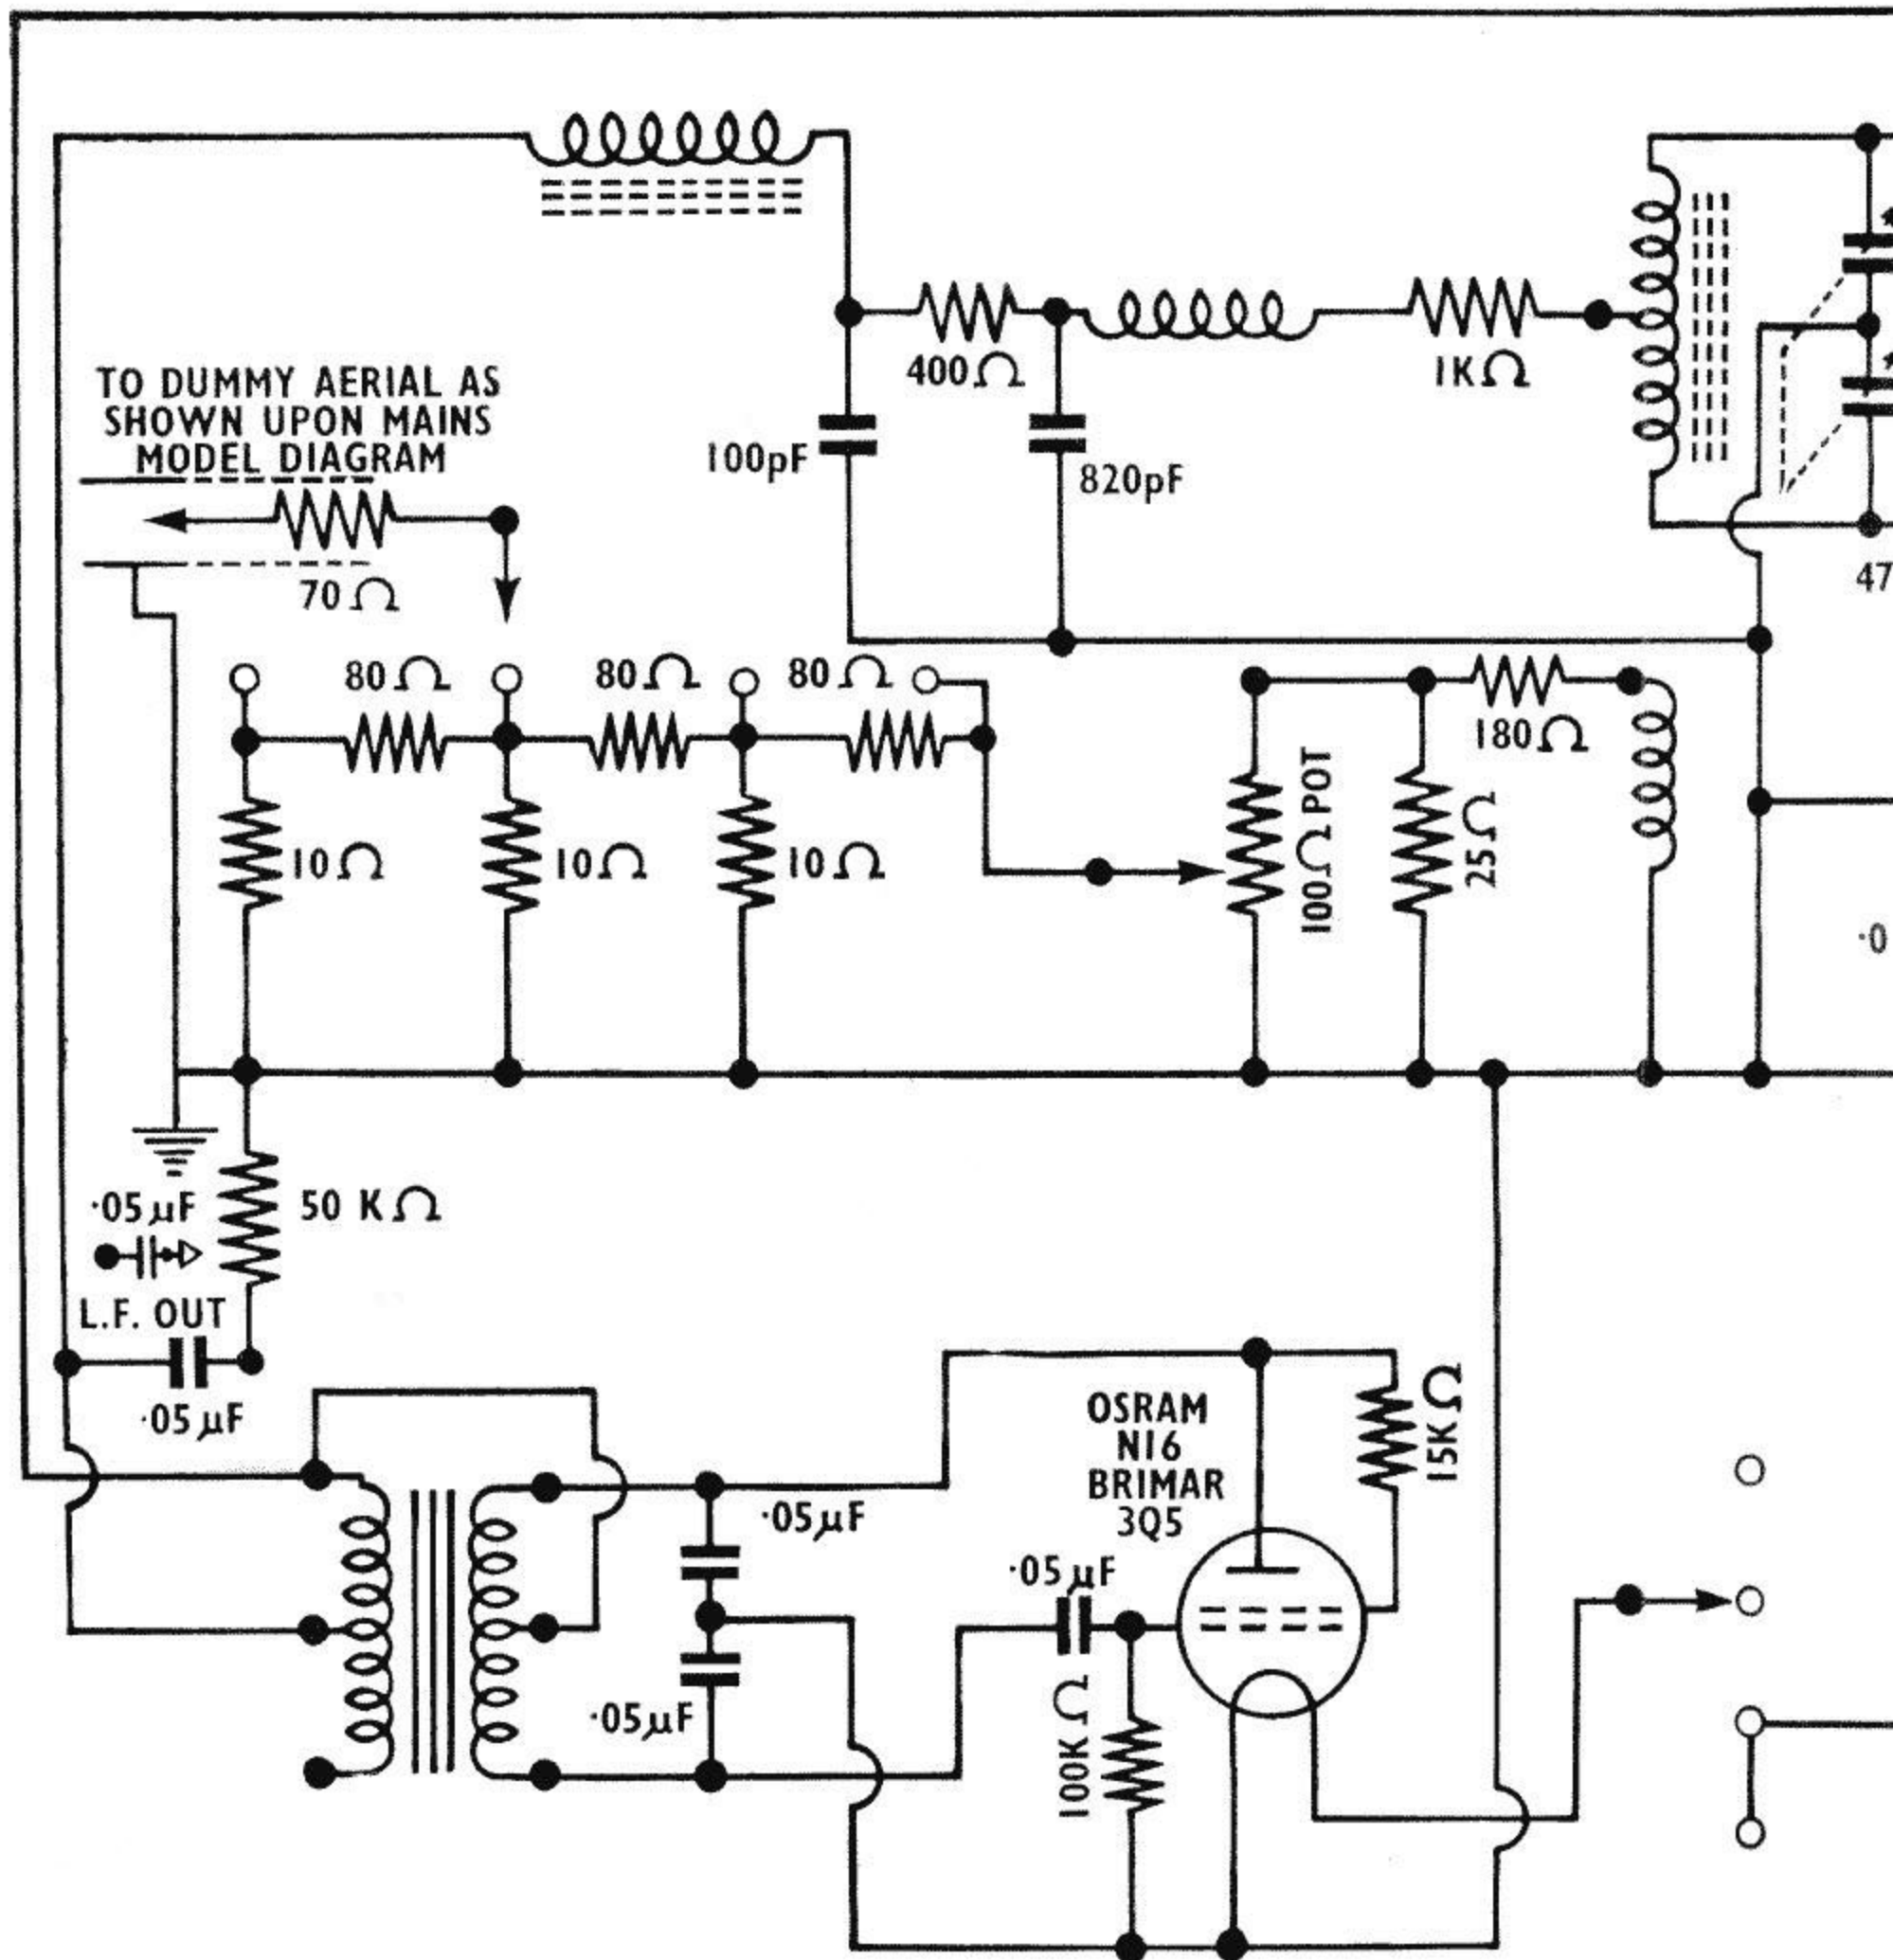 400Ω
1KΩ
TO DUMMY AERIAL AS
SHOWN UPON MAINS
MODEL DIAGRAM
100pF
820pF
70Ω
47
80Ω
80Ω
80Ω
180Ω
10Ω
10Ω
10Ω
100Ω POT
25Ω
·0
·05μF
50 KΩ
L.F. OUT
·05μF
OSRAM
N16
BRIMAR
3Q5
15KΩ
·05μF
·05μF
·05μF
100KΩ